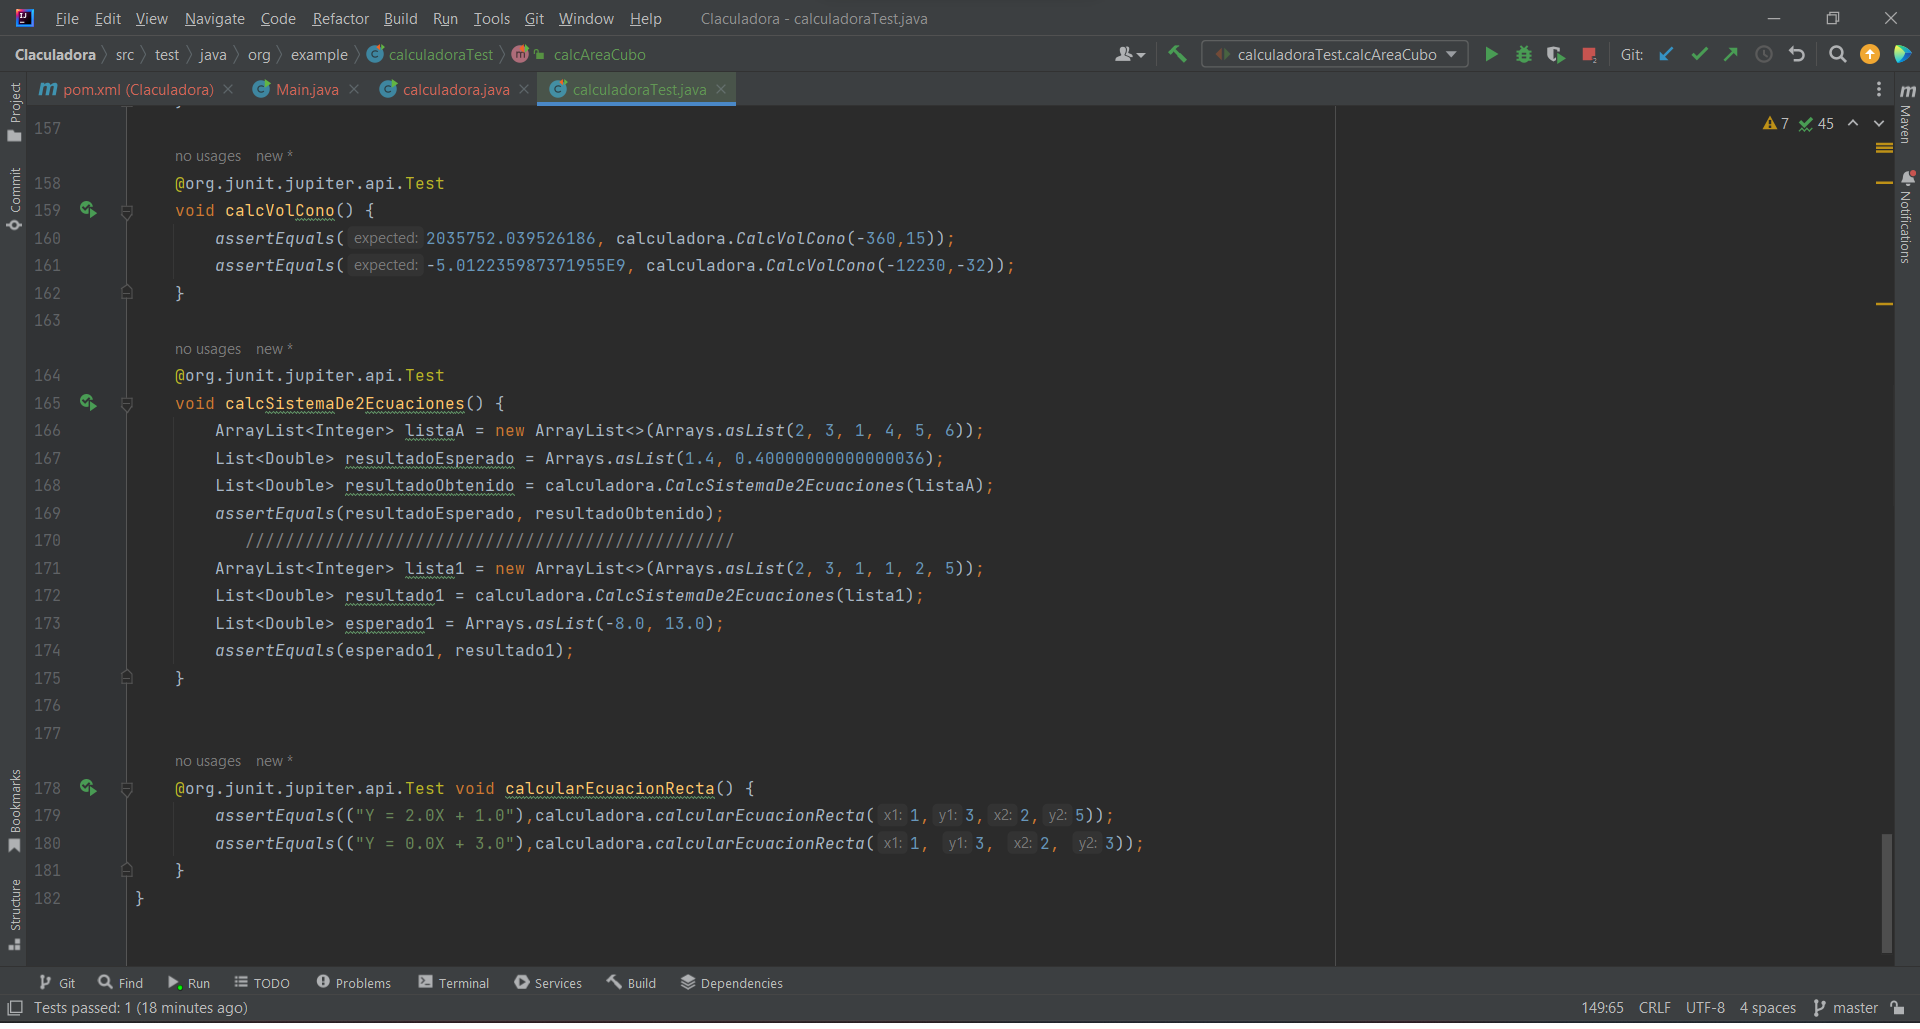 File Edit View Navigate Code Refactor Build Run Tools Git Window Help Claculadora - calculadoraTest.java
Claculadora src test java org example calculadoraTest calcAreaCubo calculadoraTest.calcAreaCubo Git:
pom.xml (Claculadora) Main.java calculadora.java calculadoraTest.java
Project
Commit
Bookmarks
Structure
Maven
Notifications
7 45
157
no usages new *
158 @org.junit.jupiter.api.Test
159 void calcVolCono() {
160 assertEquals( expected: 2035752.039526186, calculadora.CalcVolCono(-360,15));
161 assertEquals( expected: -5.012235987371955E9, calculadora.CalcVolCono(-12230,-32));
162 }
163
no usages new *
164 @org.junit.jupiter.api.Test
165 void calcSistemaDe2Ecuaciones() {
166 ArrayList<Integer> listaA = new ArrayList<>(Arrays.asList(2, 3, 1, 4, 5, 6));
167 List<Double> resultadoEsperado = Arrays.asList(1.4, 0.40000000000000036);
168 List<Double> resultadoObtenido = calculadora.CalcSistemaDe2Ecuaciones(listaA);
169 assertEquals(resultadoEsperado, resultadoObtenido);
170 /////////////////////////////////////////////////
171 ArrayList<Integer> lista1 = new ArrayList<>(Arrays.asList(2, 3, 1, 1, 2, 5));
172 List<Double> resultado1 = calculadora.CalcSistemaDe2Ecuaciones(lista1);
173 List<Double> esperado1 = Arrays.asList(-8.0, 13.0);
174 assertEquals(esperado1, resultado1);
175 }
176
177
no usages new *
178 @org.junit.jupiter.api.Test void calcularEcuacionRecta() {
179 assertEquals(("Y = 2.0X + 1.0"),calculadora.calcularEcuacionRecta( x1: 1, y1: 3, x2: 2, y2: 5));
180 assertEquals(("Y = 0.0X + 3.0"),calculadora.calcularEcuacionRecta( x1: 1, y1: 3, x2: 2, y2: 3));
181 }
182 }
Git Find Run TODO Problems Terminal Services Build Dependencies
Tests passed: 1 (18 minutes ago) 149:65 CRLF UTF-8 4 spaces master